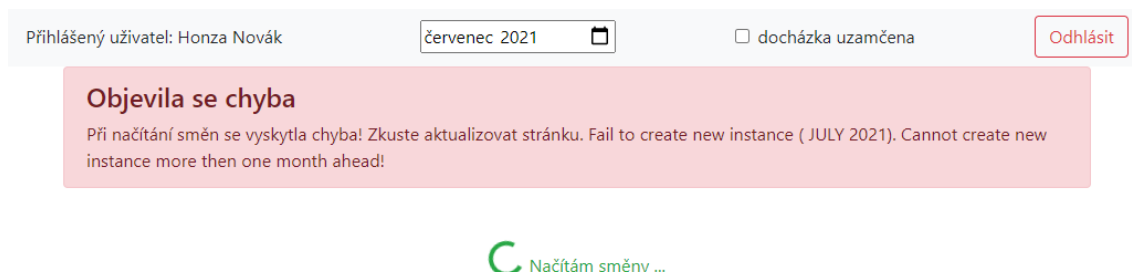 Přihlášený uživatel: Honza Novák
červenec 2021
docházka uzamčena
Odhlásit
Objevila se chyba
Při načítání směn se vyskytla chyba! Zkuste aktualizovat stránku. Fail to create new instance ( JULY 2021). Cannot create new
instance more then one month ahead!
Načítám směny ...